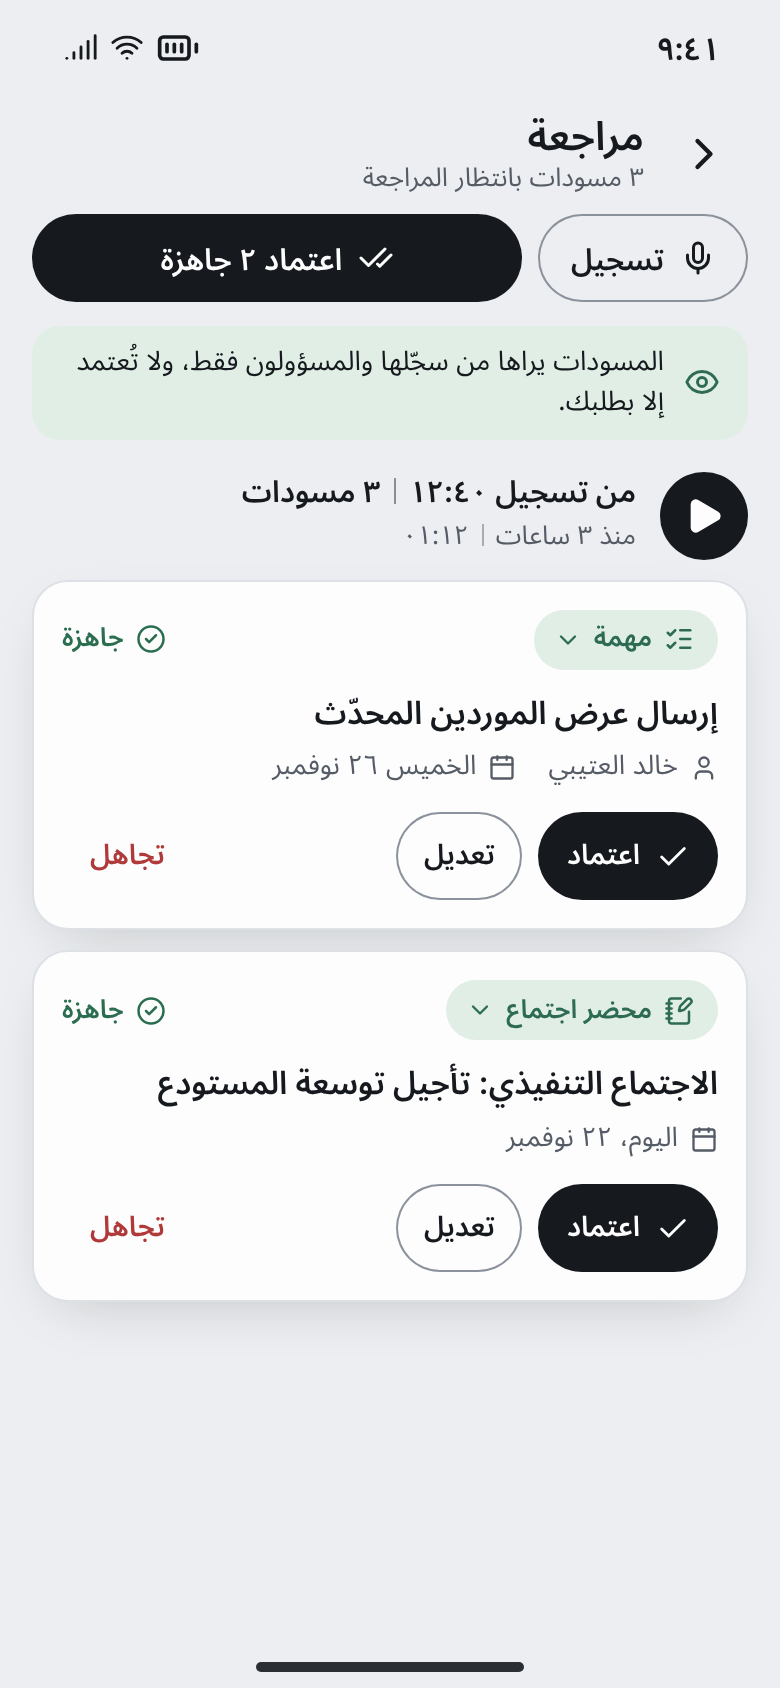 ٩:٤١
مراجعة
٣ مسودات بانتظار المراجعة
تسجيل
اعتماد ٢ جاهزة
المسودات يراها من سجّلها والمسؤولون فقط، ولا تُعتمد
إلا بطلبك.
من تسجيل ١٢:٤٠ | ٣ مسودات
منذ ٣ ساعات | ٠١:١٢
مهمة
جاهزة
إرسال عرض الموردين المحدّث
خالد العتيبي
الخميس ٢٦ نوفمبر
اعتماد
تعديل
تجاهل
محضر اجتماع
جاهزة
الاجتماع التنفيذي: تأجيل توسعة المستودع
اليوم، ٢٢ نوفمبر
اعتماد
تعديل
تجاهل